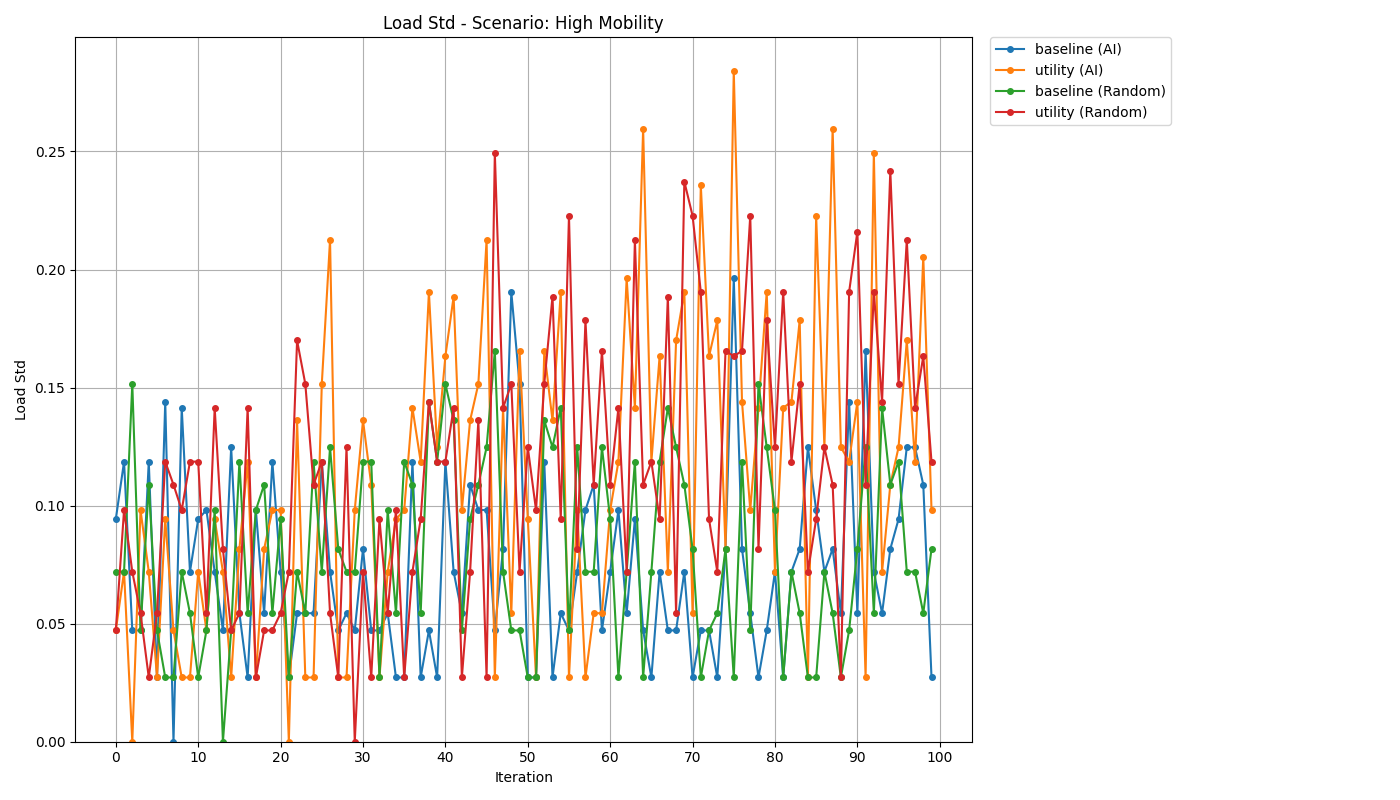 Load Std - Scenario: High Mobility
baseline (AI)
utility (AI)
baseline (Random)
utility (Random)
Load Std
0.25
0.20
0.15
0.10
0.05
0.00
0 10 20 30 40 50 60 70 80 90 100
Iteration